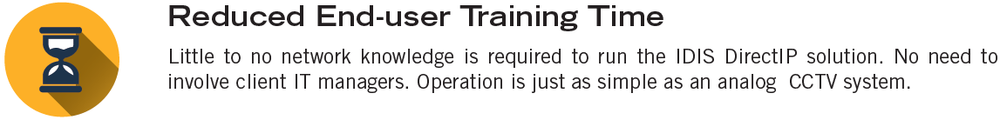 Reduced End-user Training Time
Little to no network knowledge is required to run the IDIS DirectIP solution. No need to
involve client IT managers. Operation is just as simple as an analog  CCTV system.